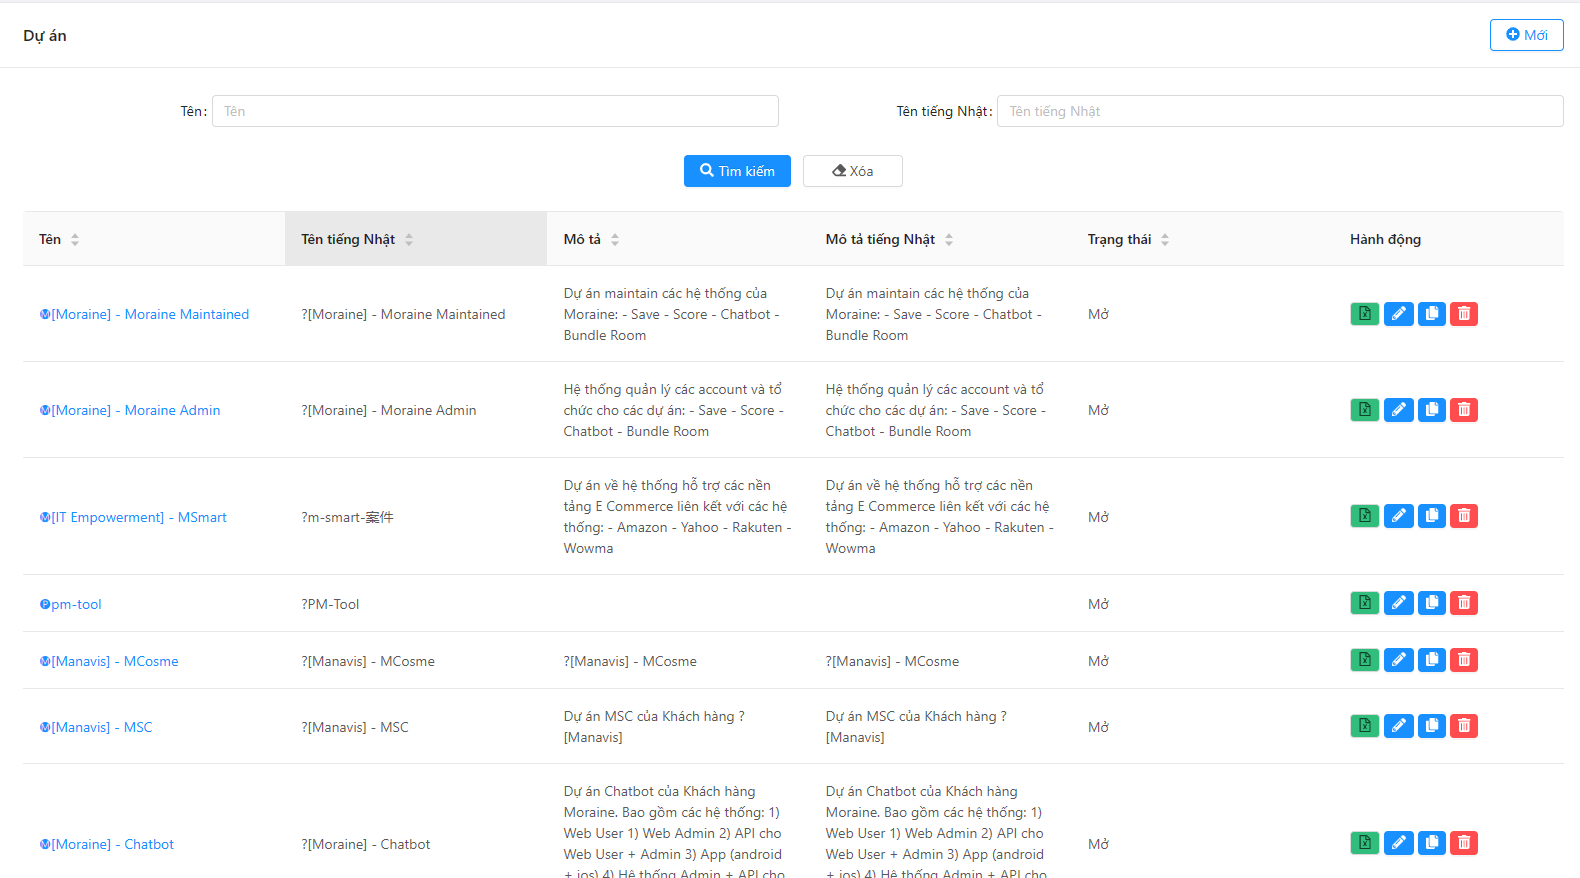 Dự án
Mới
Tên: Tên
Tên tiếng Nhật: Tên tiếng Nhật
Tìm kiếm
Xóa
Tên Tên tiếng Nhật Mô tả Mô tả tiếng Nhật Trạng thái Hành động
Ⓜ[Moraine] - Moraine Maintained
?[Moraine] - Moraine Maintained
Dự án maintain các hệ thống của
Moraine: - Save - Score - Chatbot -
Bundle Room
Dự án maintain các hệ thống của
Moraine: - Save - Score - Chatbot -
Bundle Room
Mở
Ⓜ[Moraine] - Moraine Admin
?[Moraine] - Moraine Admin
Hệ thống quản lý các account và tổ
chức cho các dự án: - Save - Score -
Chatbot - Bundle Room
Hệ thống quản lý các account và tổ
chức cho các dự án: - Save - Score -
Chatbot - Bundle Room
Mở
Ⓜ[IT Empowerment] - MSmart
?m-smart-案件
Dự án về hệ thống hỗ trợ các nền
tảng E Commerce liên kết với các hệ
thống: - Amazon - Yahoo - Rakuten -
Wowma
Dự án về hệ thống hỗ trợ các nền
tảng E Commerce liên kết với các hệ
thống: - Amazon - Yahoo - Rakuten -
Wowma
Mở
🅟pm-tool
?PM-Tool
Mở
Ⓜ[Manavis] - MCosme
?[Manavis] - MCosme
?[Manavis] - MCosme
?[Manavis] - MCosme
Mở
Ⓜ[Manavis] - MSC
?[Manavis] - MSC
Dự án MSC của Khách hàng ?
[Manavis]
Dự án MSC của Khách hàng ?
[Manavis]
Mở
Ⓜ[Moraine] - Chatbot
?[Moraine] - Chatbot
Dự án Chatbot của Khách hàng
Moraine. Bao gồm các hệ thống: 1)
Web User 1) Web Admin 2) API cho
Web User + Admin 3) App (android
+ ios) 4) Hệ thống Admin + API cho
Dự án Chatbot của Khách hàng
Moraine. Bao gồm các hệ thống: 1)
Web User 1) Web Admin 2) API cho
Web User + Admin 3) App (android
+ ios) 4) Hệ thống Admin + API cho
Mở